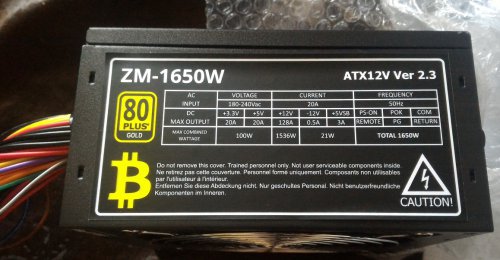 ZM-1650W
ATX12V Ver 2.3
80
PLUS
GOLD
AC VOLTAGE CURRENT FREQUENCY
INPUT 180-240Vac 20A 50Hz
DC +3.3V +5V +12V -12V +5VSB PS-ON POK COM
MAX OUTPUT 20A 20A 128A 0.5A 3A REMOTE PG RETURN
MAX COMBINED WATTAGE 100W 1536W 21W TOTAL 1650W
Do not remove this cover. Trained personnel only. Not user serviceable components inside.
Ne retirez pas cette couverture. Personne formé uniquement. Composants non utilisables
par l'utilisateur à l'intérieur.
Entfernen Sie diese Abdeckung nicht. Nur geschultes Personal. Nicht benutzerfreundliche
Komponenten im Inneren.
CAUTION!